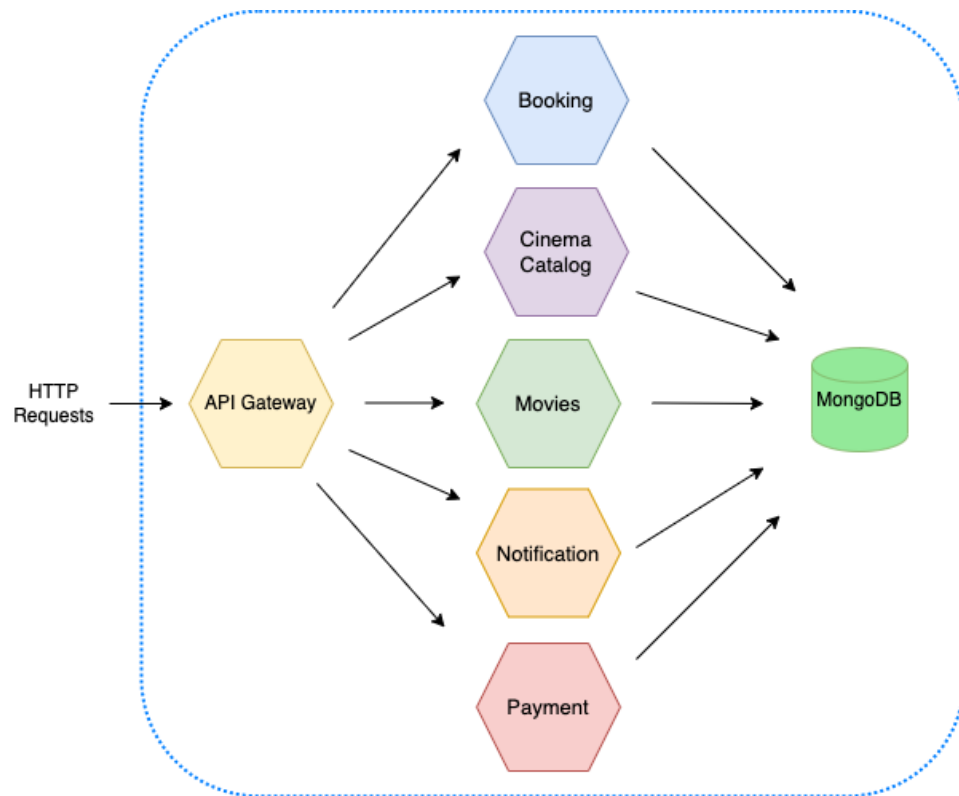 HTTP
Requests
API Gateway
Booking
Cinema
Catalog
Movies
Notification
Payment
MongoDB